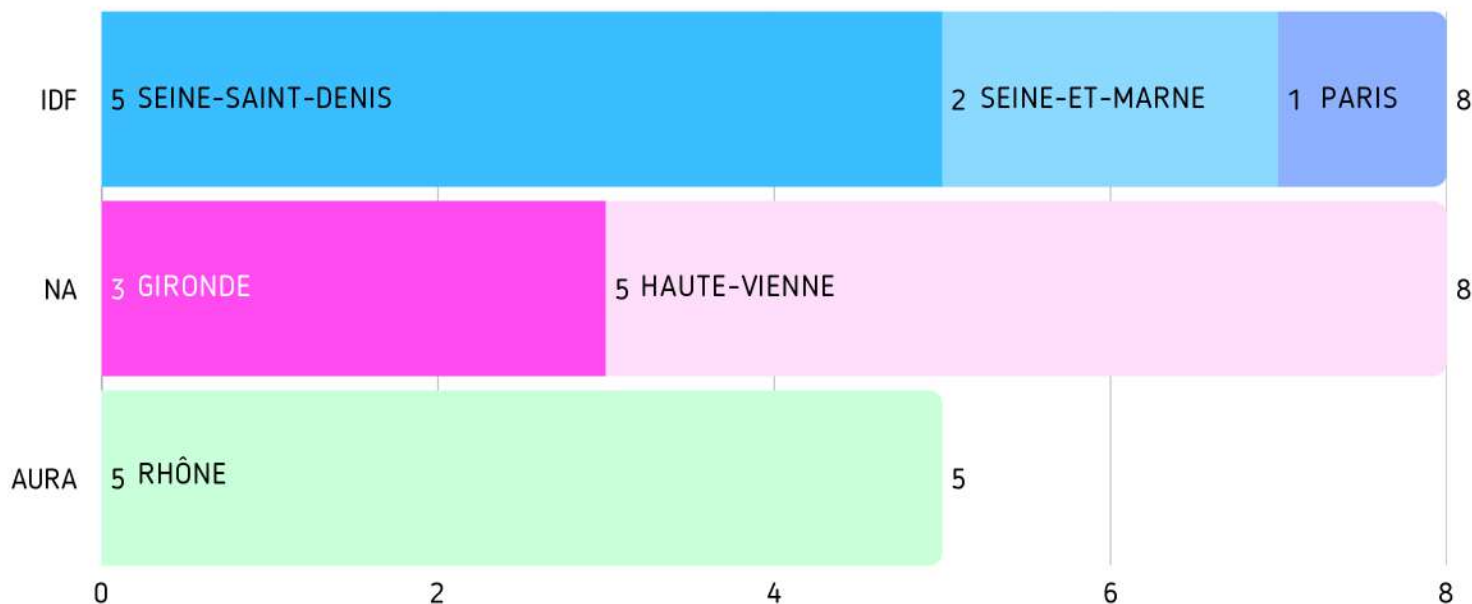 IDF 5 SEINE-SAINT-DENIS 2 SEINE-ET-MARNE 1 PARIS 8
NA 3 GIRONDE 5 HAUTE-VIENNE 8
AURA 5 RHÔNE 5
0 2 4 6 8